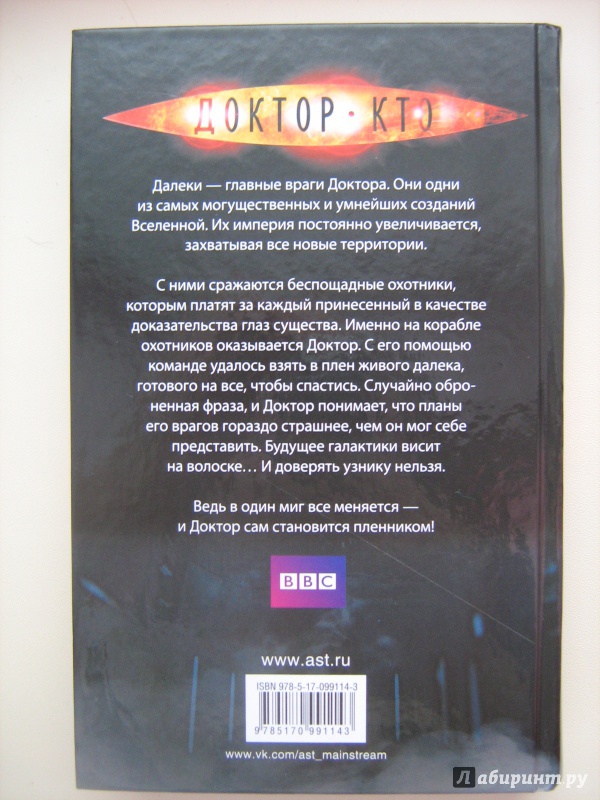 ДОКТОР · КТО
Далеки — главные враги Доктора. Они одни
из самых могущественных и умнейших созданий
Вселенной. Их империя постоянно увеличивается,
захватывая все новые территории.
С ними сражаются беспощадные охотники,
которым платят за каждый принесенный в качестве
доказательства глаз существа. Именно на корабле
охотников оказывается Доктор. С его помощью
команде удалось взять в плен живого далека,
готового на все, чтобы спастись. Случайно обро-
ненная фраза, и Доктор понимает, что планы
его врагов гораздо страшнее, чем он мог себе
представить. Будущее галактики висит
на волоске... И доверять узнику нельзя.
Ведь в один миг все меняется —
и Доктор сам становится пленником!
BBC
www.ast.ru
ISBN 978-5-17-099114-3
9 785170 991143
www.vk.com/ast_mainstream
Лабиринт.ру